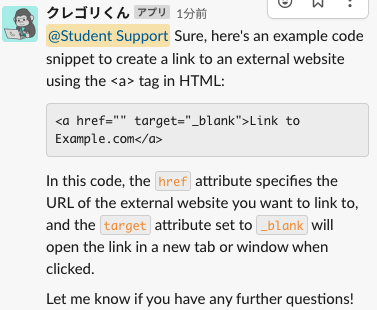 クレゴリくん アプリ 1分前
@Student Support Sure, here's an example code
snippet to create a link to an external website
using the <a> tag in HTML:
<a href="" target="_blank">Link to
Example.com</a>
In this code, the href attribute specifies the
URL of the external website you want to link to,
and the target attribute set to _blank will
open the link in a new tab or window when
clicked.
Let me know if you have any further questions!